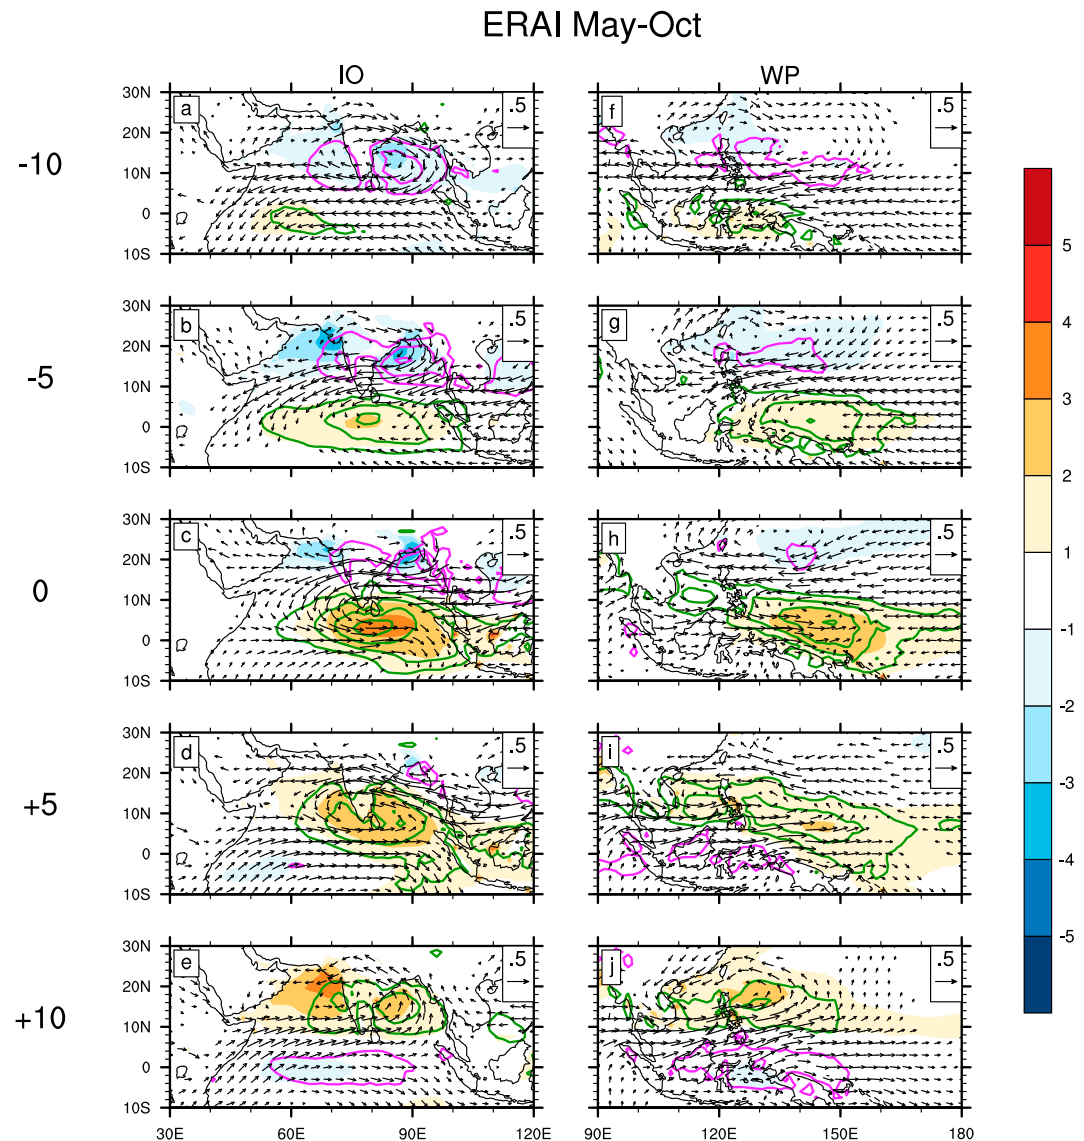 ERAI May-Oct
IO WP
-10
-5
0
+5
+10
a .5
30N
20N
10N
0
10S
f .5
b .5
30N
20N
10N
0
10S
g .5
c .5
30N
20N
10N
0
10S
h .5
d .5
30N
20N
10N
0
10S
i .5
e .5
30N
20N
10N
0
10S
j .5
30E 60E 90E 120E
90E 120E 150E 180
5
4
3
2
1
-1
-2
-3
-4
-5